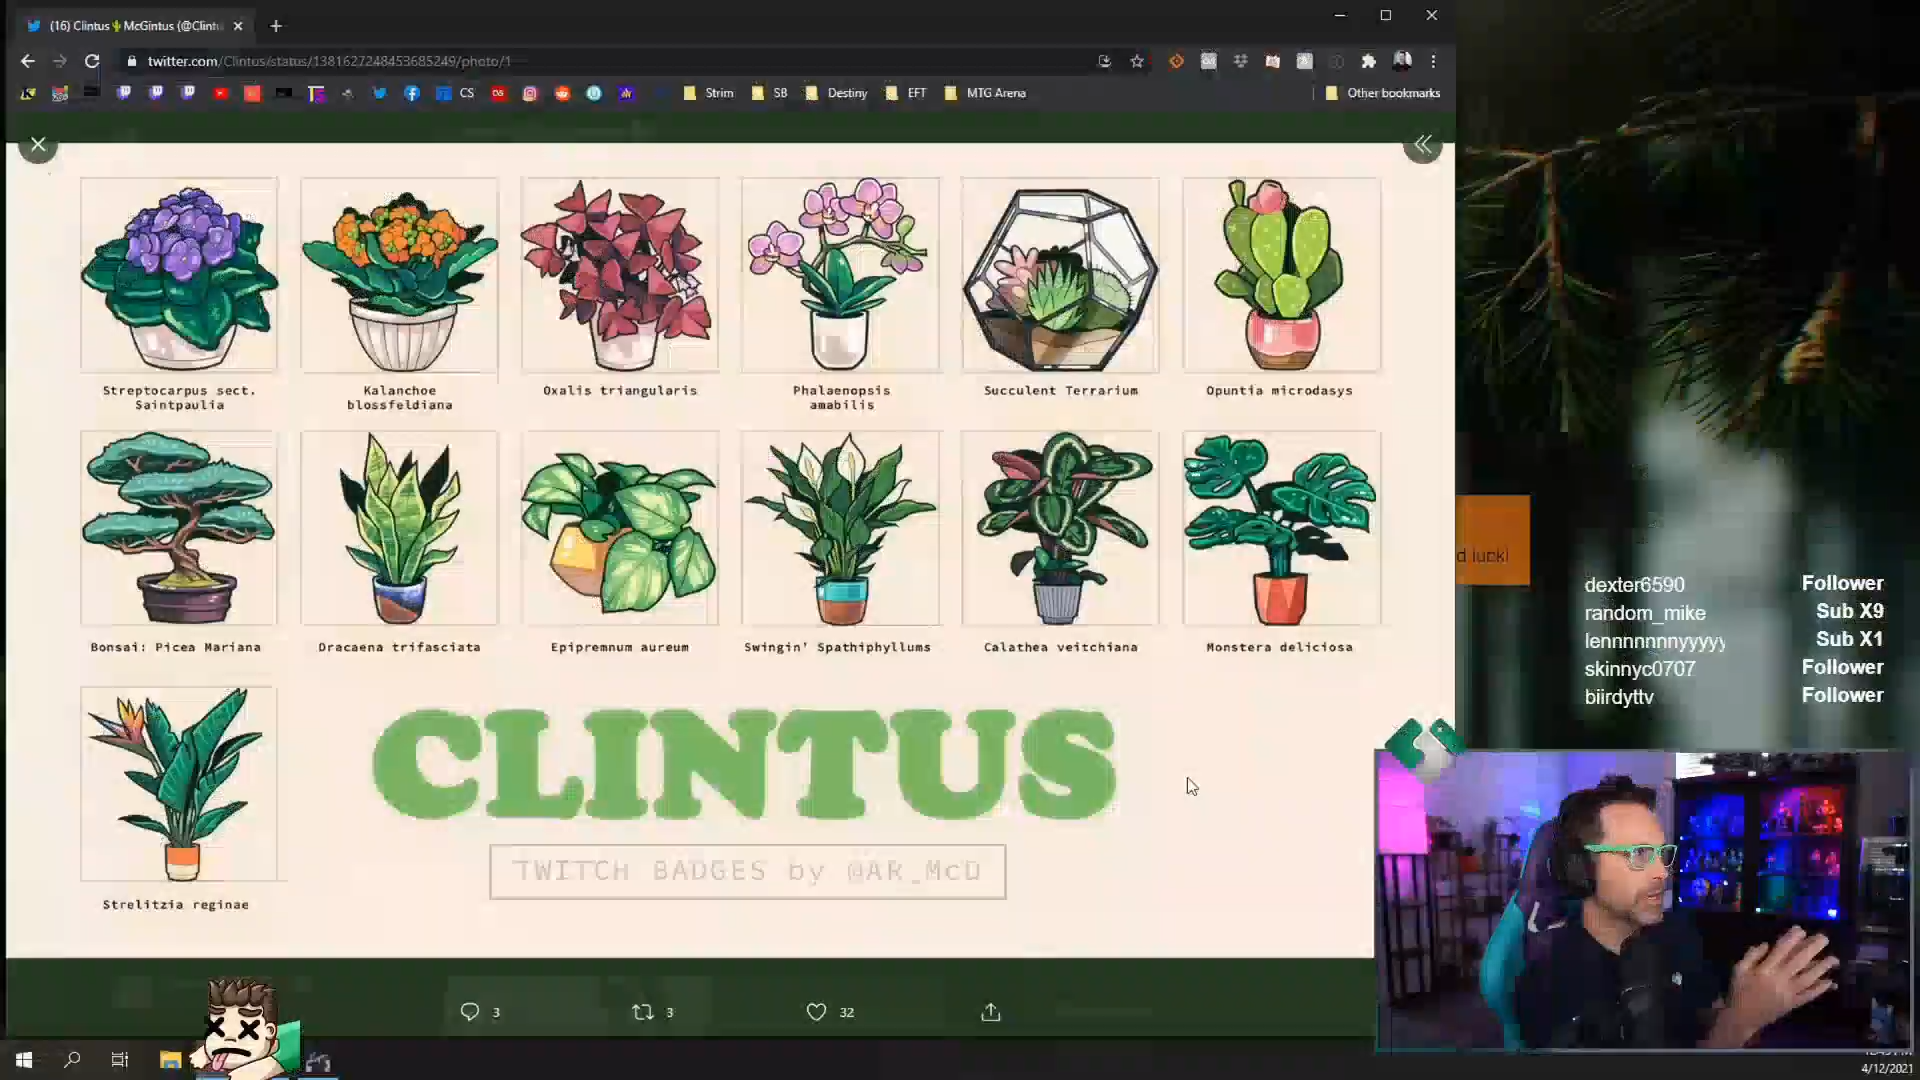 (16) Clintus McGintus (@Clintu
twitter.com/Clintus/status/1381627248453685249/photo/1
CS
Strim
SB
Destiny
EFT
MTG Arena
Other bookmarks
Streptocarpus sect.
Saintpaulia
Kalanchoe
blossfeldiana
Oxalis triangularis
Phalaenopsis
amabilis
Succulent Terrarium
Opuntia microdasys
Bonsai: Picea Mariana
Dracaena trifasciata
Epipremnum aureum
Swingin' Spathiphyllums
Calathea veitchiana
Monstera deliciosa
Strelitzia reginae
CLINTUS
TWITCH BADGES by @AR_McD
3
3
32
d luck!
dexter6590 Follower
random_mike Sub X9
lennnnnnnyyyyy Sub X1
skinnyc0707 Follower
biirdyttv Follower
4/12/2021